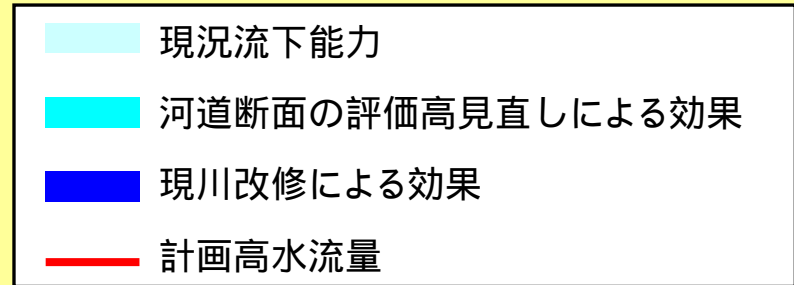 現況流下能力
河道断面の評価高見直しによる効果
現川改修による効果
計画高水流量